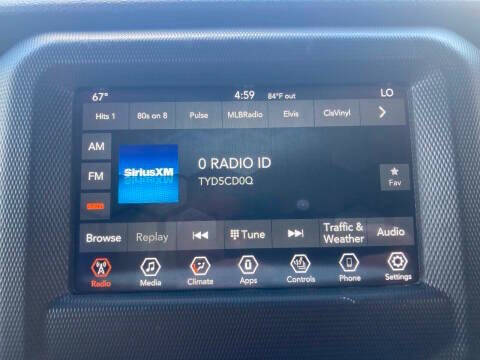 67° 4:59 84°F out LO
Hits 1 80s on 8 Pulse MLBRadio Elvis ClsVinyl
AM
FM
SiriusXM
0 RADIO ID
TYD5CD0Q
Fav
Browse Replay Tune Traffic & Weather Audio
Radio Media Climate Apps Controls Phone Settings